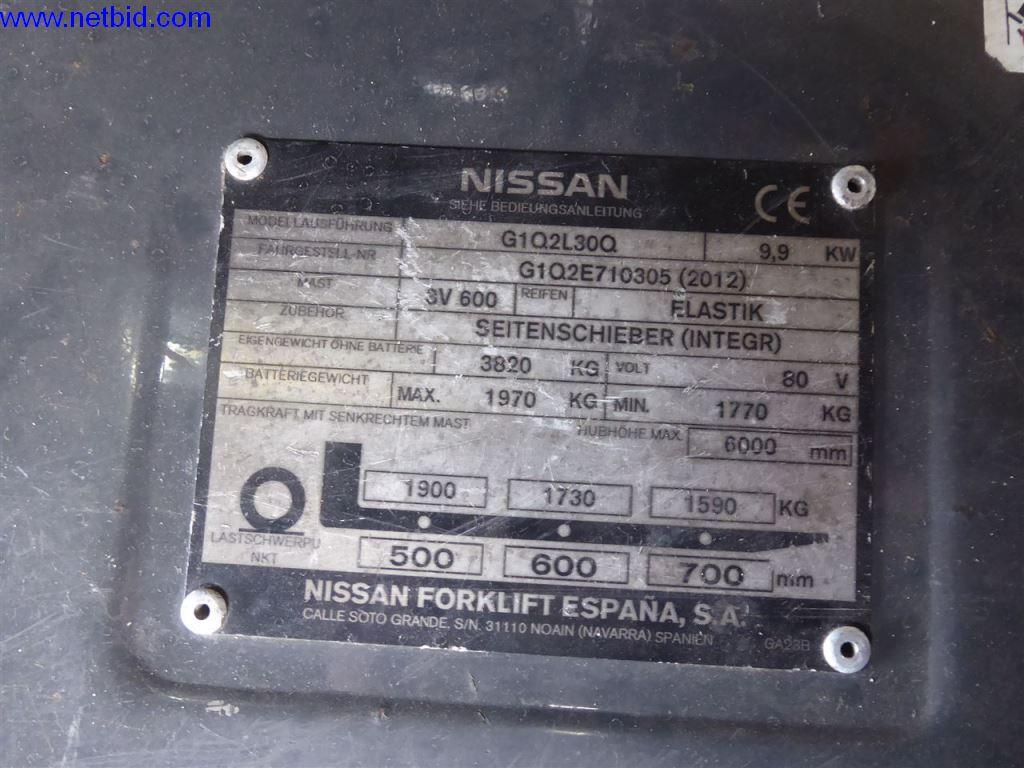 www.netbid.com
NISSAN
SIEHE BEDIEUNGSANLEITUNG
CE
MODELLAUSFÜHRUNG G1Q2L30Q 9,9 KW
FAHRGESTELL-NR G1Q2E710305 (2012)
MAST 3V 600 REIFEN ELASTIK
ZUBEHÖR SEITENSCHIEBER (INTEGR)
EIGENGEWICHT OHNE BATTERIE 3820 KG VOLT 80 V
BATTERIEGEWICHT MAX. 1970 KG MIN. 1770 KG
TRAGKRAFT MIT SENKRECHTEM MAST HUBHÖHE MAX. 6000 mm
1900 1730 1590 KG
LASTSCHWERPU
NKT 500 600 700 mm
NISSAN FORKLIFT ESPAÑA, S.A.
CALLE SOTO GRANDE, S/N. 31110 NOAIN (NAVARRA) SPANIEN GA23B